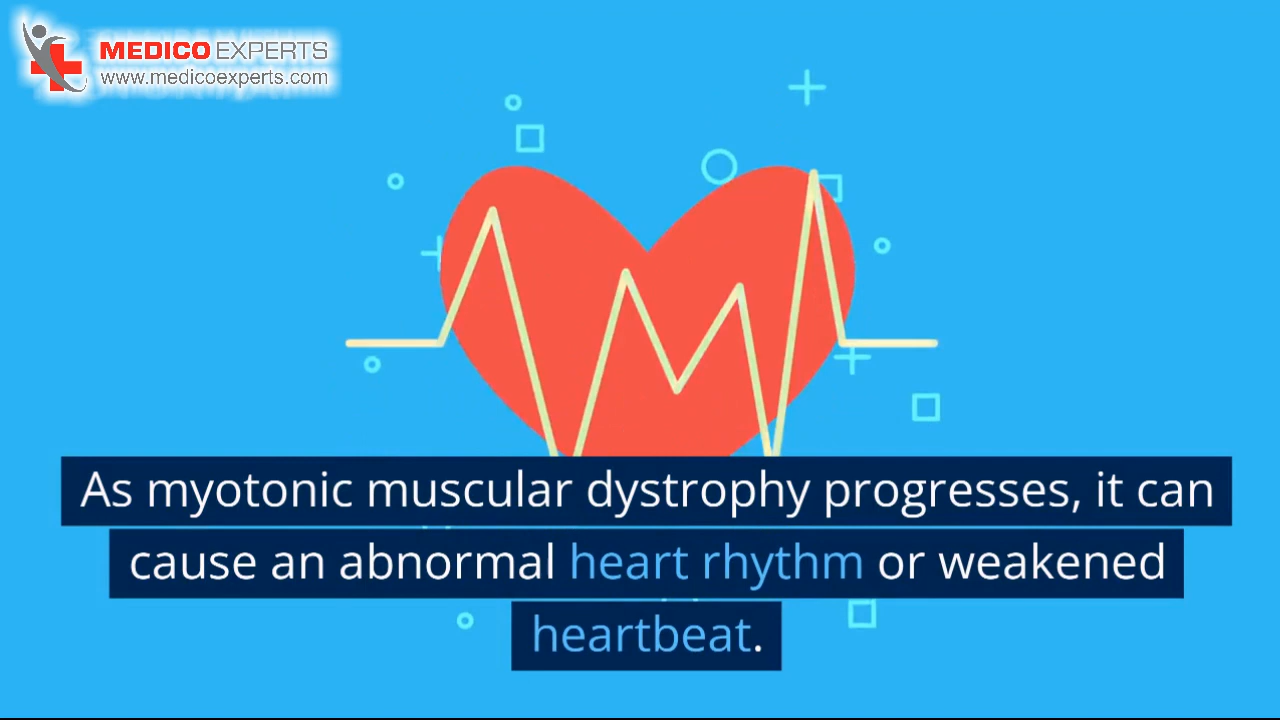 MEDICO EXPERTS
www.medicoexperts.com
As myotonic muscular dystrophy progresses, it can
cause an abnormal heart rhythm or weakened
heartbeat.